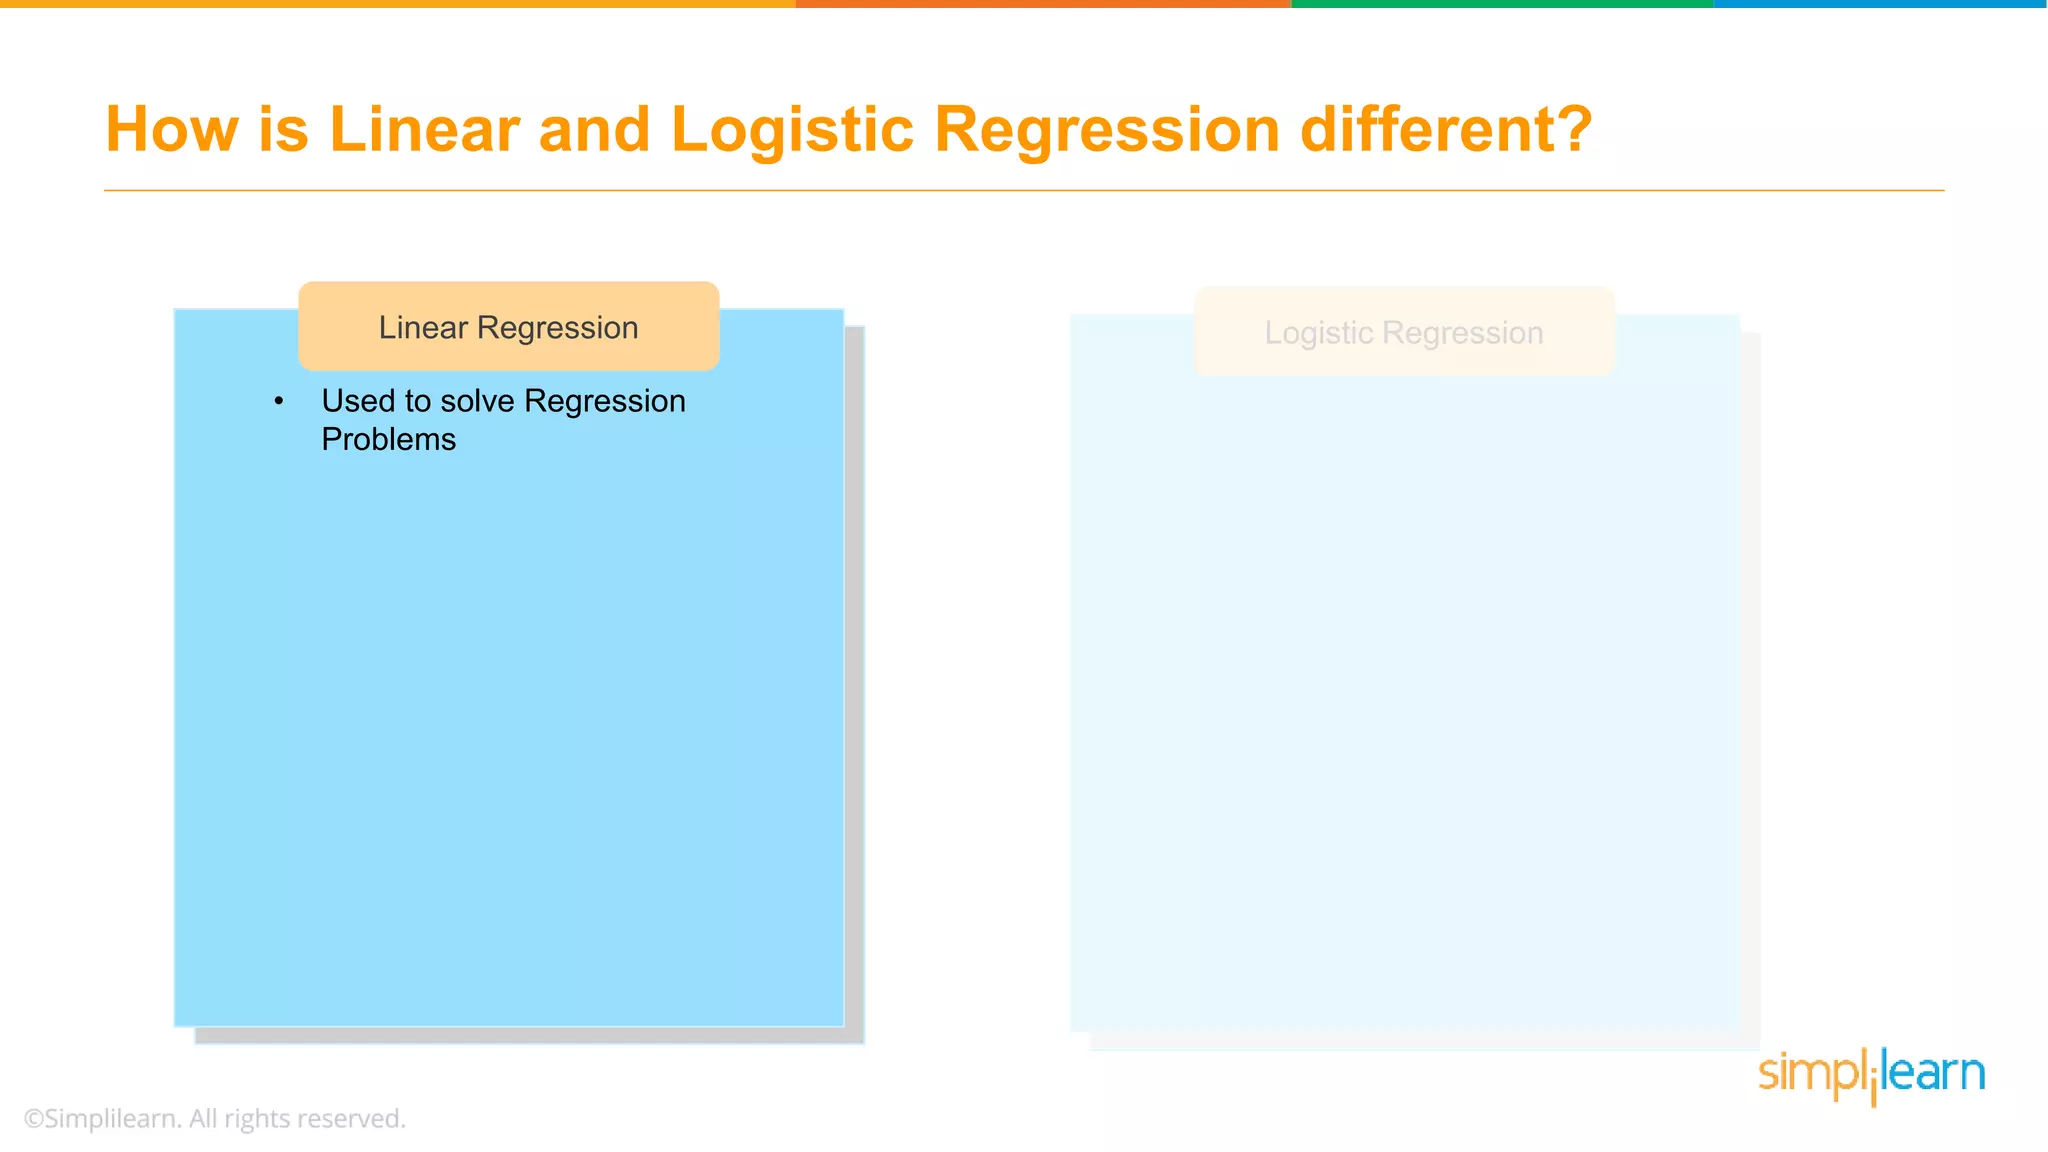 How is Linear and Logistic Regression different?
Linear Regression
• Used to solve Regression
Problems
Logistic Regression
simplilearn
©Simplilearn. All rights reserved.